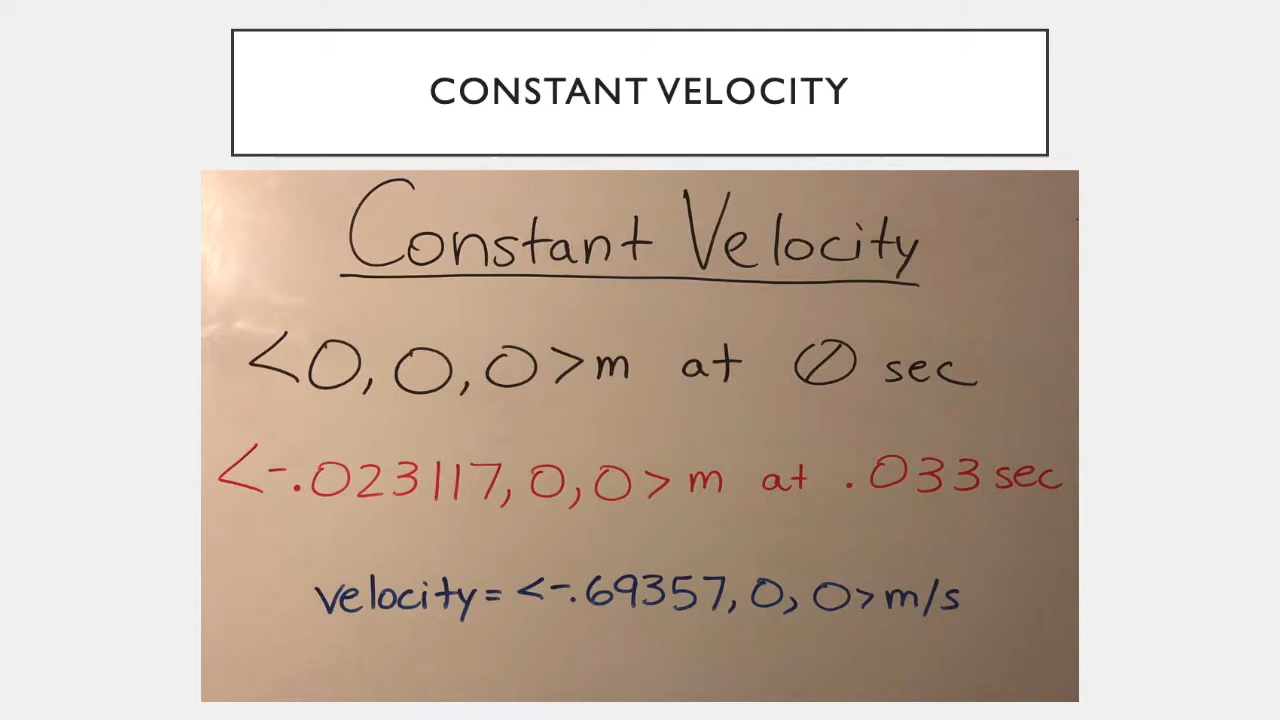 CONSTANT VELOCITY
Constant Velocity
<0, 0, 0>m at 0 sec
<-.023117, 0, 0> m at .033 sec
velocity= <-.69357, 0, 0> m/s